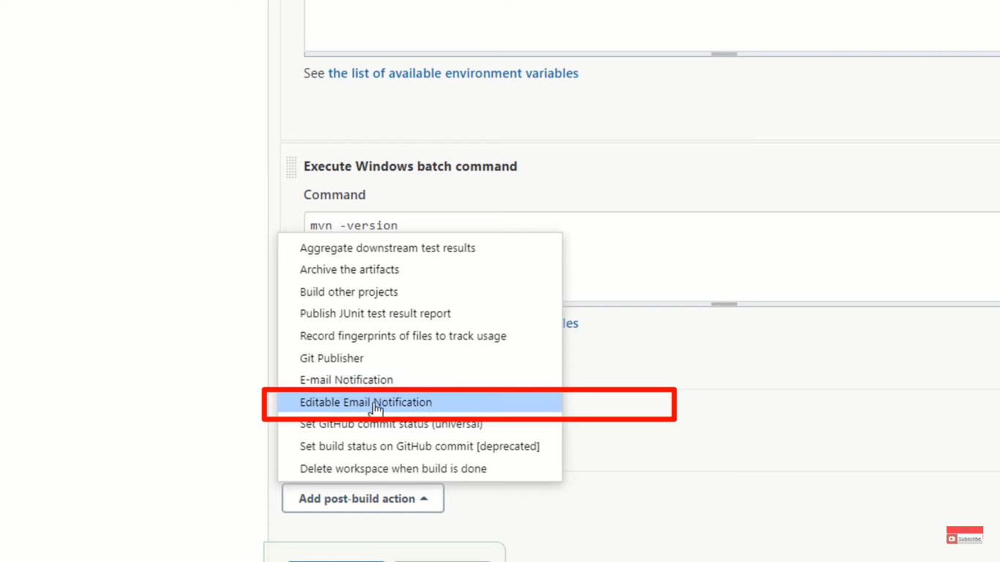 See the list of available environment variables
Execute Windows batch command
Command
mvn -version
Aggregate downstream test results
Archive the artifacts
Build other projects
Publish JUnit test result report
les
Record fingerprints of files to track usage
Git Publisher
E-mail Notification
Editable Email Notification
Set GitHub commit status (universal)
Set build status on GitHub commit [deprecated]
Delete workspace when build is done
Add post-build action
Subscribe